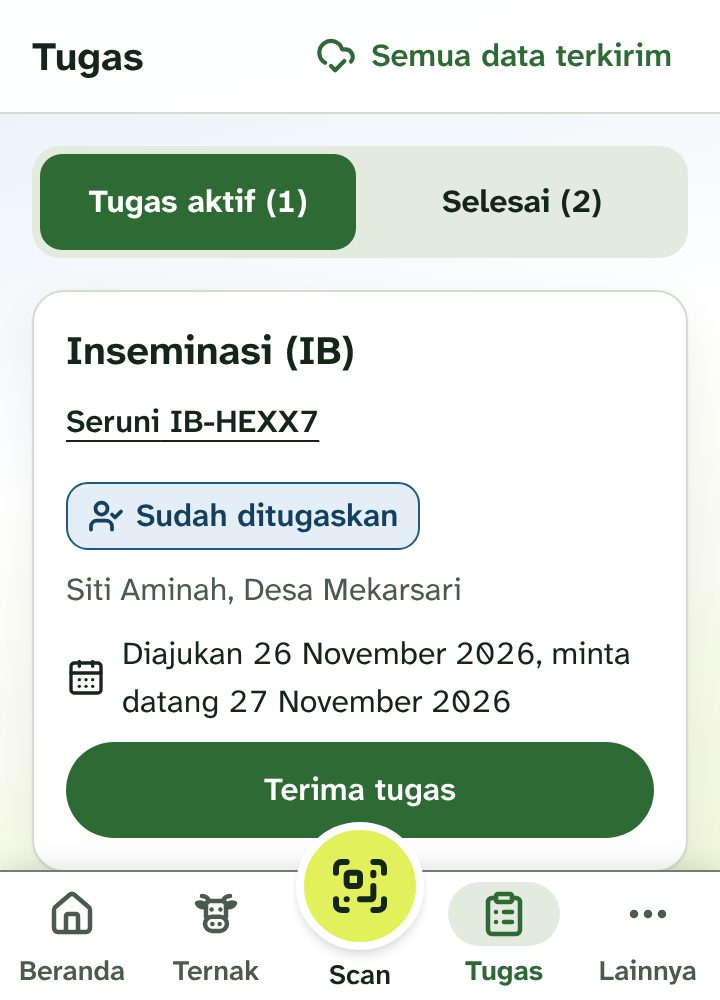 Tugas
Semua data terkirim
Tugas aktif (1)
Selesai (2)
Inseminasi (IB)
Seruni IB-HEXX7
Sudah ditugaskan
Siti Aminah, Desa Mekarsari
Diajukan 26 November 2026, minta
datang 27 November 2026
Terima tugas
Beranda
Ternak
Scan
Tugas
Lainnya